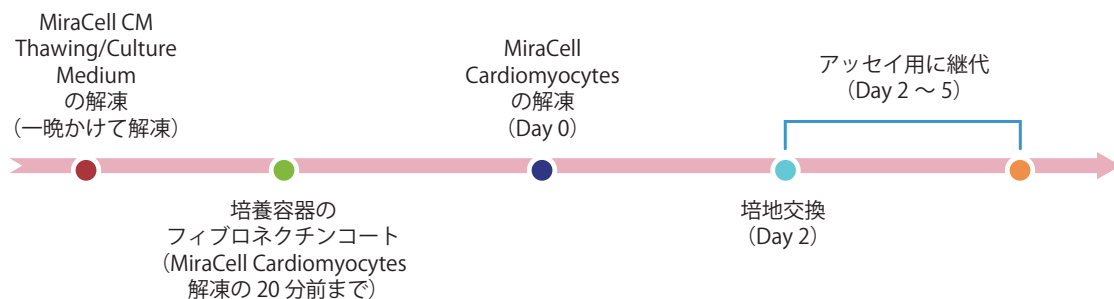 MiraCell CM
Thawing/Culture
Medium
の解凍
（一晩かけて解凍）
培養容器の
フィブロネクチンコート
（MiraCell Cardiomyocytes
解凍の 20 分前まで）
MiraCell
Cardiomyocytes
の解凍
（Day 0）
培地交換
（Day 2）
アッセイ用に継代
（Day 2 ～ 5）